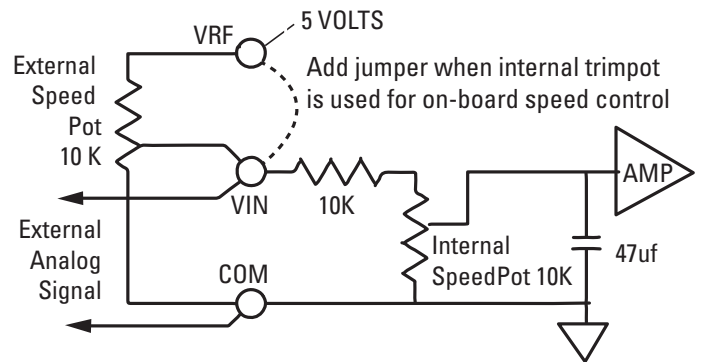 5 VOLTS
VRF
External
Speed
Pot
10 K
Add jumper when internal trimpot
is used for on-board speed control
AMP
VIN
10K
External
Analog
Signal
Internal
SpeedPot 10K
47uf
COM